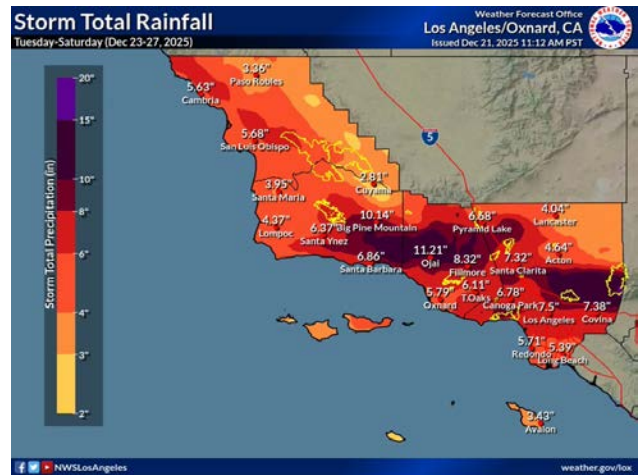 Storm Total Rainfall
Tuesday-Saturday (Dec 23-27, 2025)
Weather Forecast Office
Los Angeles/Oxnard, CA
Issued Dec 21, 2025 11:12 AM PST
Storm Total Precipitation (in)
20"
15"
10"
8"
6"
4"
3"
2"
5
3.36"
Paso Robles
5.63"
Cambria
5.68"
San Luis Obispo
2.81"
Cuyama
3.95"
Santa Maria
4.37"
Lompoc
6.37"
Santa Ynez
10.14"
Big Pine Mountain
6.68"
Pyramid Lake
4.04"
Lancaster
4.64"
Acton
6.86"
Santa Barbara
11.21"
Ojai
8.32"
Fillmore
7.32"
Santa Clarita
5.79"
Oxnard
6.11"
T.Oaks
6.78"
Canoga Park
7.5"
Los Angeles
7.38"
Covina
5.71"
Redondo
5.39"
Long Beach
3.43"
Avalon
NWSLosAngeles
weather.gov/lox